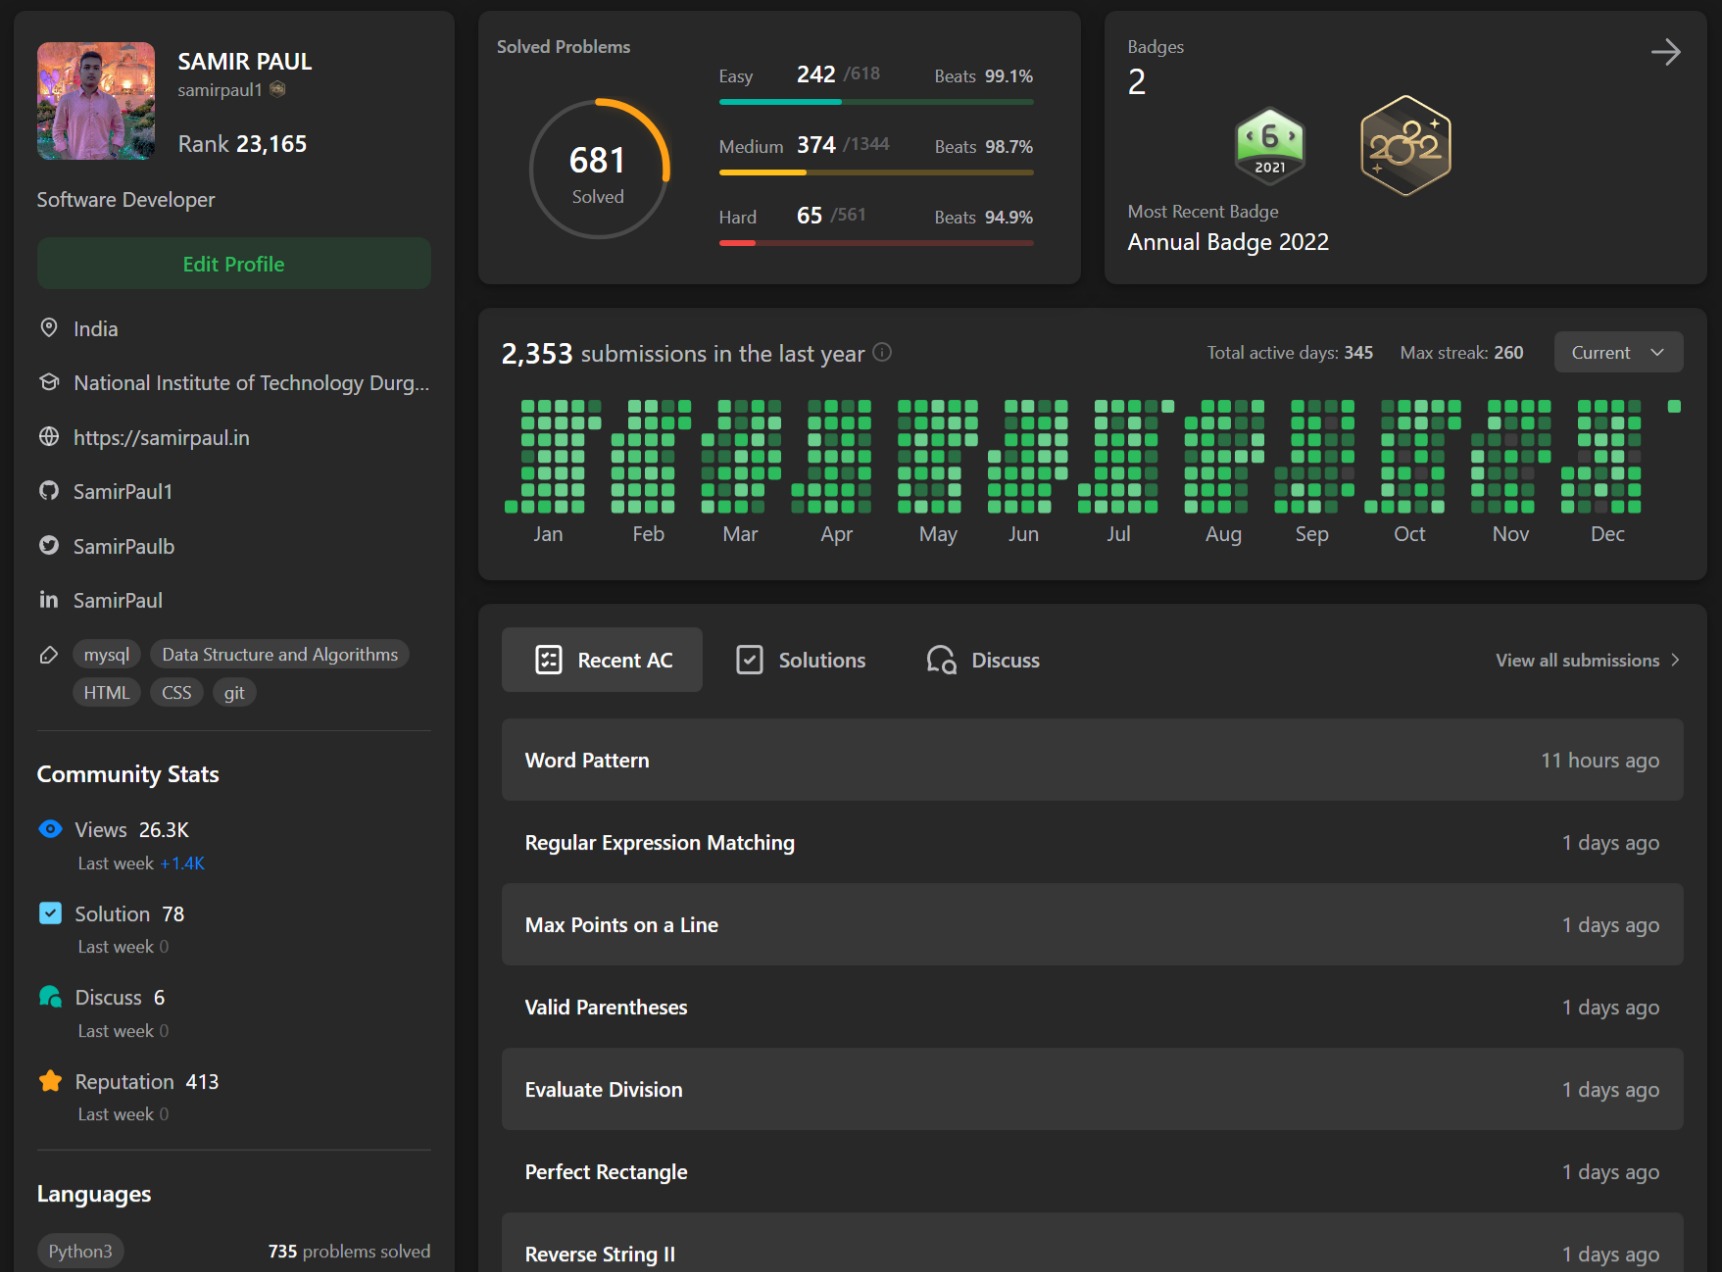 SAMIR PAUL
samirpaul1
Rank 23,165
Software Developer
Edit Profile
India
National Institute of Technology Durg...
https://samirpaul.in
SamirPaul1
SamirPaulb
SamirPaul
mysql
Data Structure and Algorithms
HTML
CSS
git
Community Stats
Views 26.3K
Last week +1.4K
Solution 78
Last week 0
Discuss 6
Last week 0
Reputation 413
Last week 0
Languages
Python3
735 problems solved
Solved Problems
681
Solved
Easy 242 /618 Beats 99.1%
Medium 374 /1344 Beats 98.7%
Hard 65 /561 Beats 94.9%
Badges
2
6
2021
2022
Most Recent Badge
Annual Badge 2022
2,353 submissions in the last year
Total active days: 345
Max streak: 260
Current
Jan Feb Mar Apr May Jun Jul Aug Sep Oct Nov Dec
Recent AC
Solutions
Discuss
View all submissions
Word Pattern 11 hours ago
Regular Expression Matching 1 days ago
Max Points on a Line 1 days ago
Valid Parentheses 1 days ago
Evaluate Division 1 days ago
Perfect Rectangle 1 days ago
Reverse String II 1 days ago